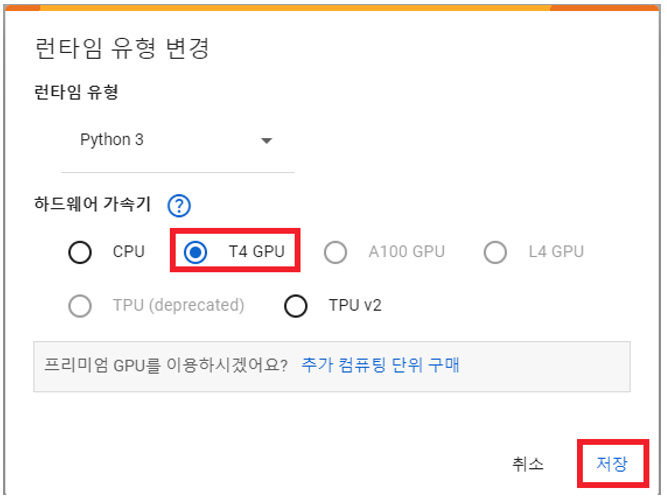 런타임 유형 변경
런타임 유형
Python 3
하드웨어 가속기 ?
CPU T4 GPU A100 GPU L4 GPU
TPU (deprecated) TPU v2
프리미엄 GPU를 이용하시겠어요? 추가 컴퓨팅 단위 구매
취소 저장